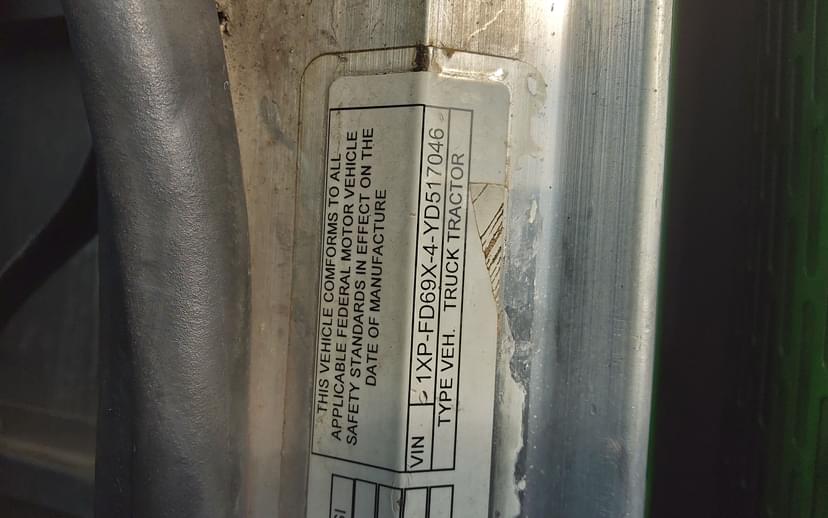 THIS VEHICLE COMFORMS TO ALL
APPLICABLE FEDERAL MOTOR VEHICLE
SAFETY STANDARDS IN EFFECT ON THE
DATE OF MANUFACTURE
VIN 1XP-FD69X-4-YD517046
TYPE VEH. TRUCK TRACTOR